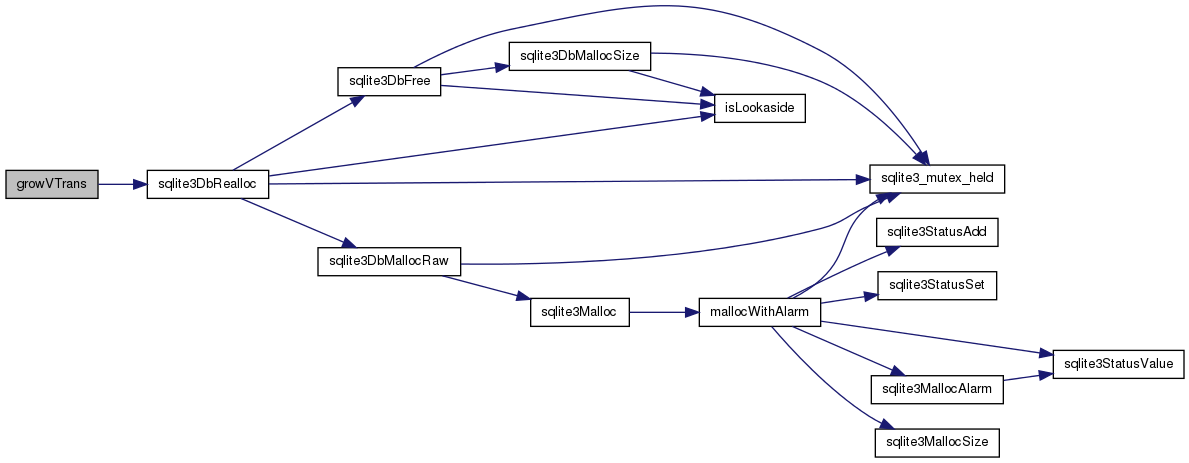 growVTrans
sqlite3DbRealloc
sqlite3DbFree
sqlite3DbMallocSize
isLookaside
sqlite3_mutex_held
sqlite3DbMallocRaw
sqlite3Malloc
mallocWithAlarm
sqlite3StatusAdd
sqlite3StatusSet
sqlite3StatusValue
sqlite3MallocAlarm
sqlite3MallocSize